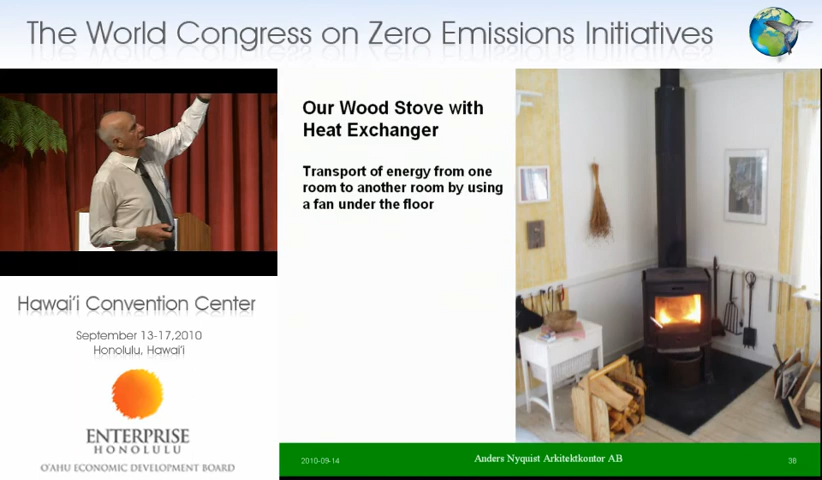 The World Congress on Zero Emissions Initiatives
Our Wood Stove with
Heat Exchanger
Transport of energy from one
room to another room by using
a fan under the floor
Hawai'i Convention Center
September 13-17,2010
Honolulu, Hawai'i
ENTERPRISE
HONOLULU
O'AHU ECONOMIC DEVELOPMENT BOARD
2010-09-14
Anders Nyquist Arkitektkontor AB
38